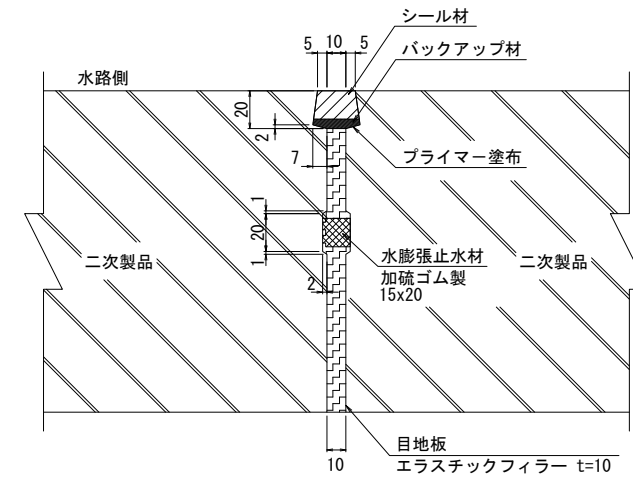 シール材
5 10 5
バックアップ材
水路側
20
2
7
プライマー塗布
1
20
1
水膨張止水材
二次製品
二次製品
加硫ゴム製
15x20
2
目地板
10
エラスチックフィラー t=10